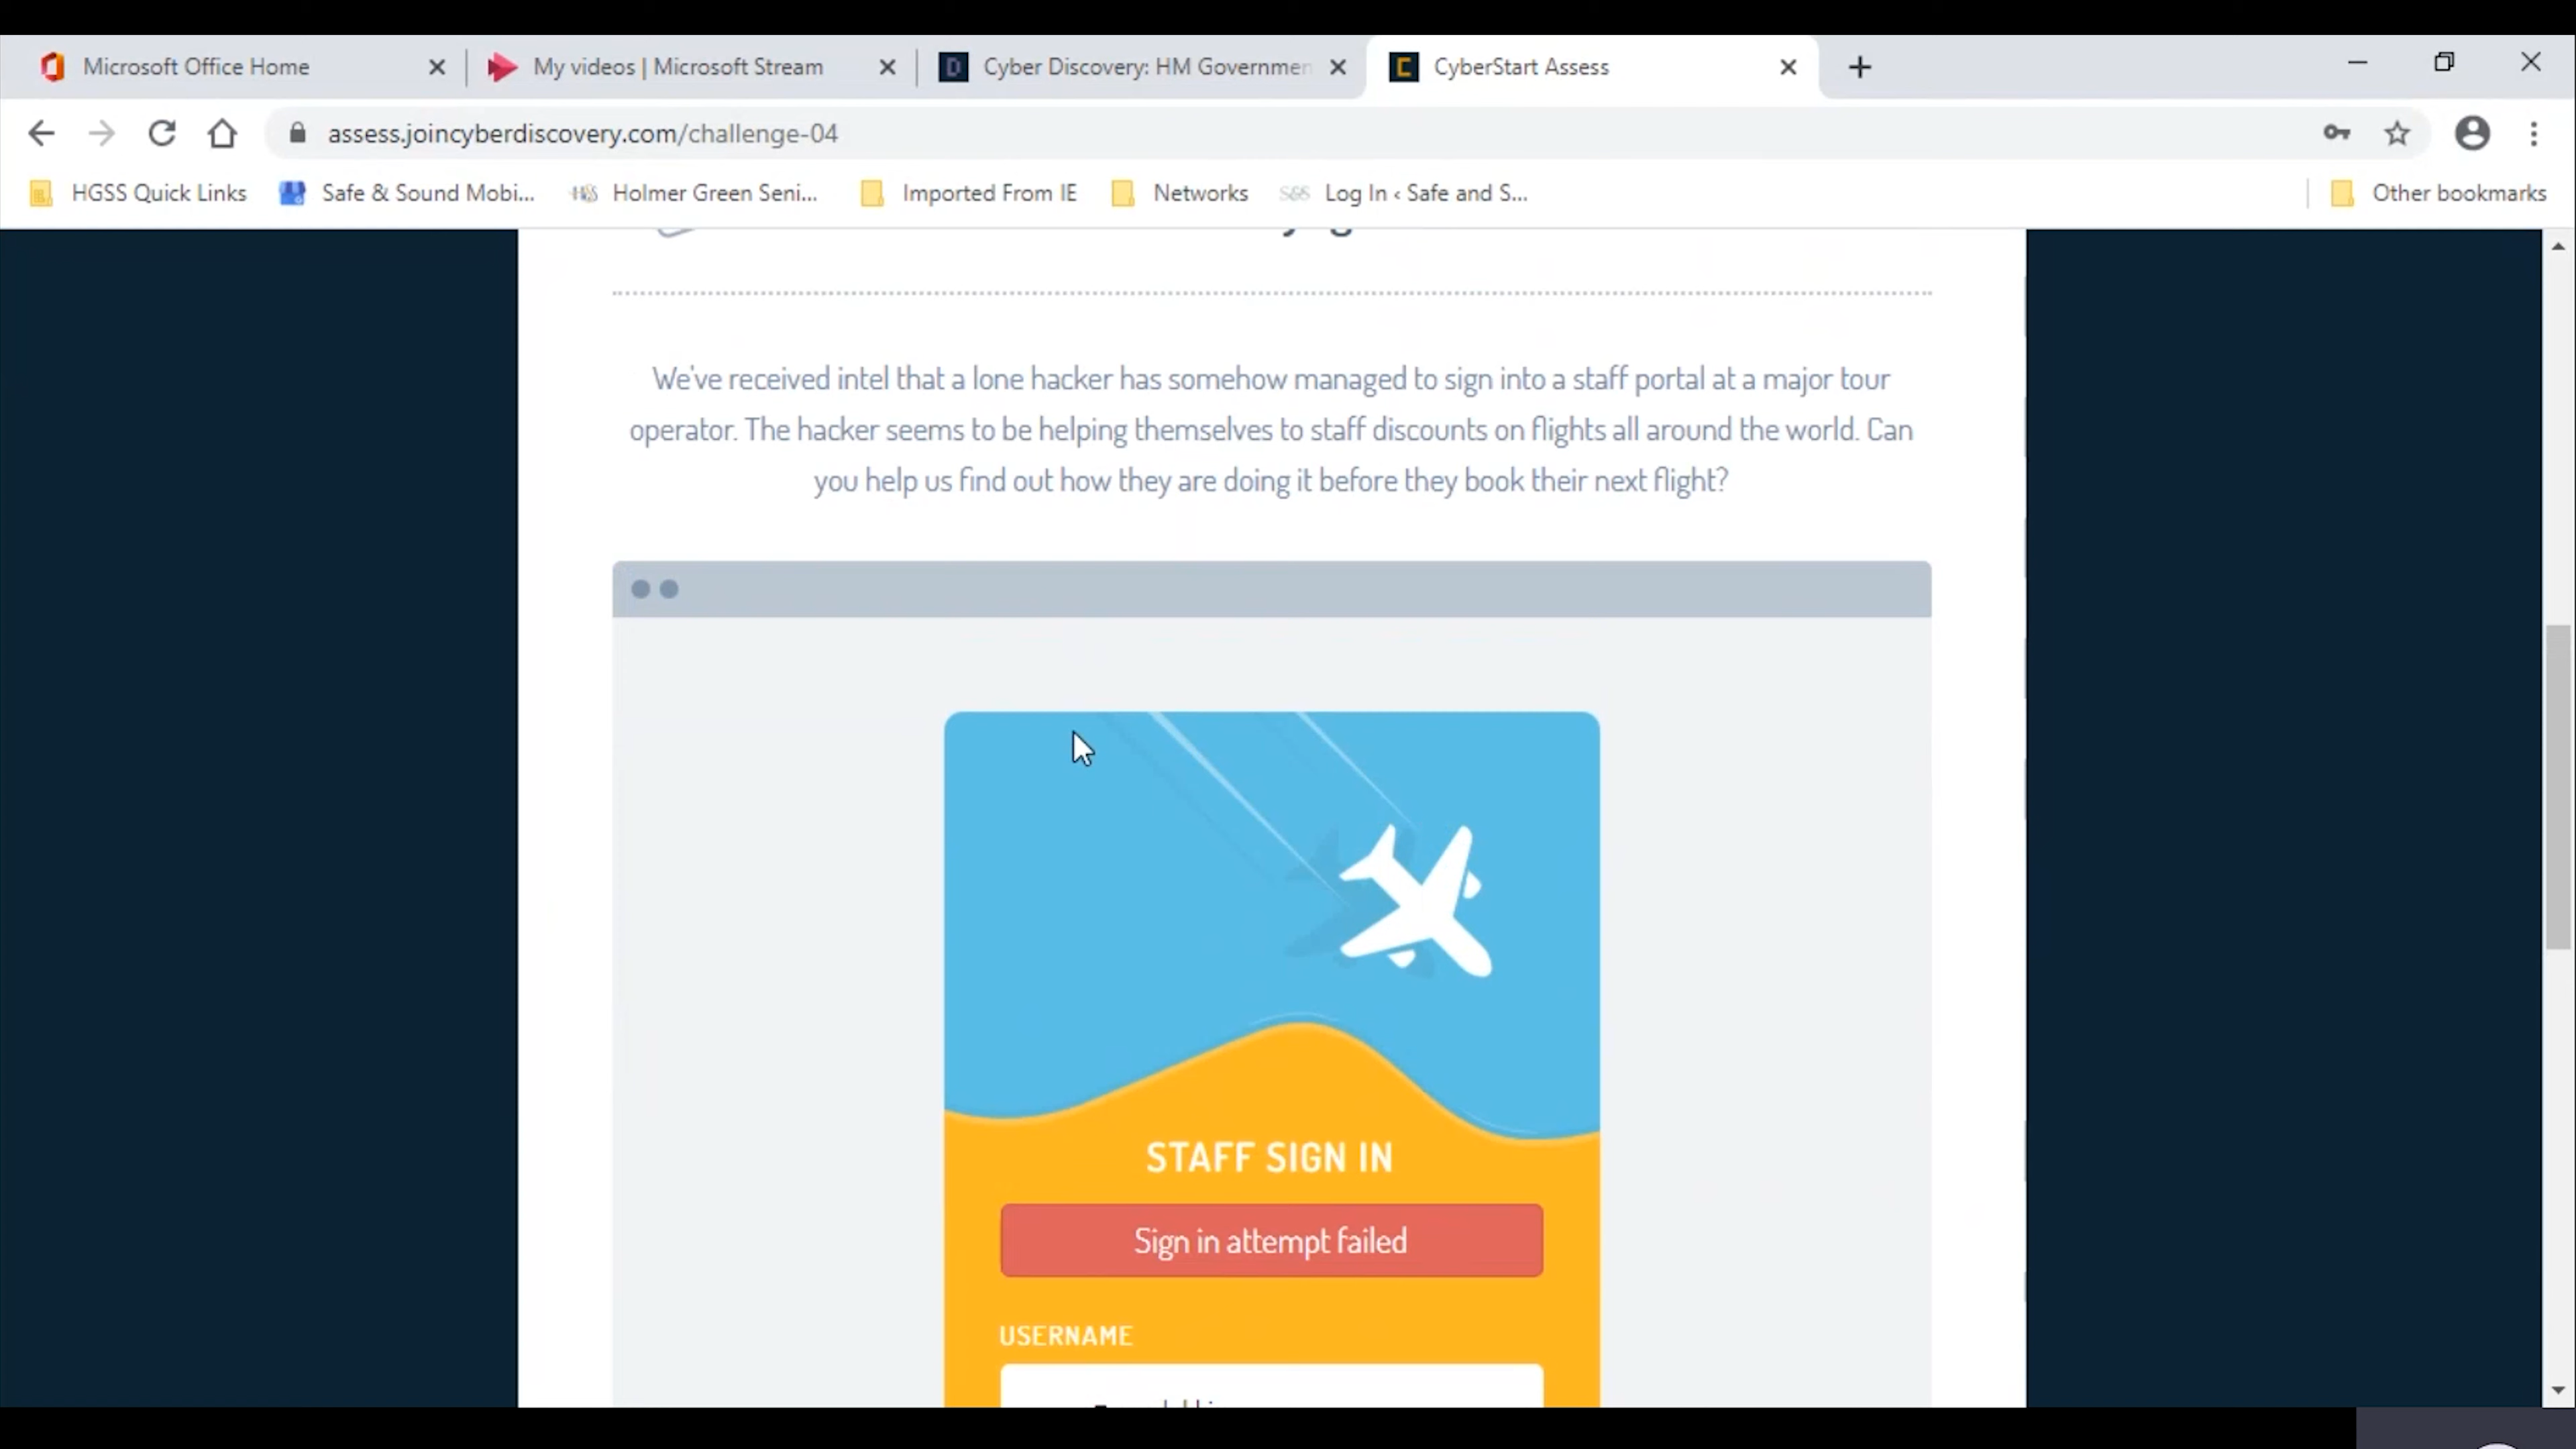 Microsoft Office Home
My videos | Microsoft Stream
Cyber Discovery: HM Governmen
CyberStart Assess
assess.joincyberdiscovery.com/challenge-04
HGSS Quick Links
Safe & Sound Mobi...
Holmer Green Seni...
Imported From IE
Networks
Log In ‹ Safe and S...
Other bookmarks
We've received intel that a lone hacker has somehow managed to sign into a staff portal at a major tour
operator. The hacker seems to be helping themselves to staff discounts on flights all around the world. Can
you help us find out how they are doing it before they book their next flight?
STAFF SIGN IN
Sign in attempt failed
USERNAME